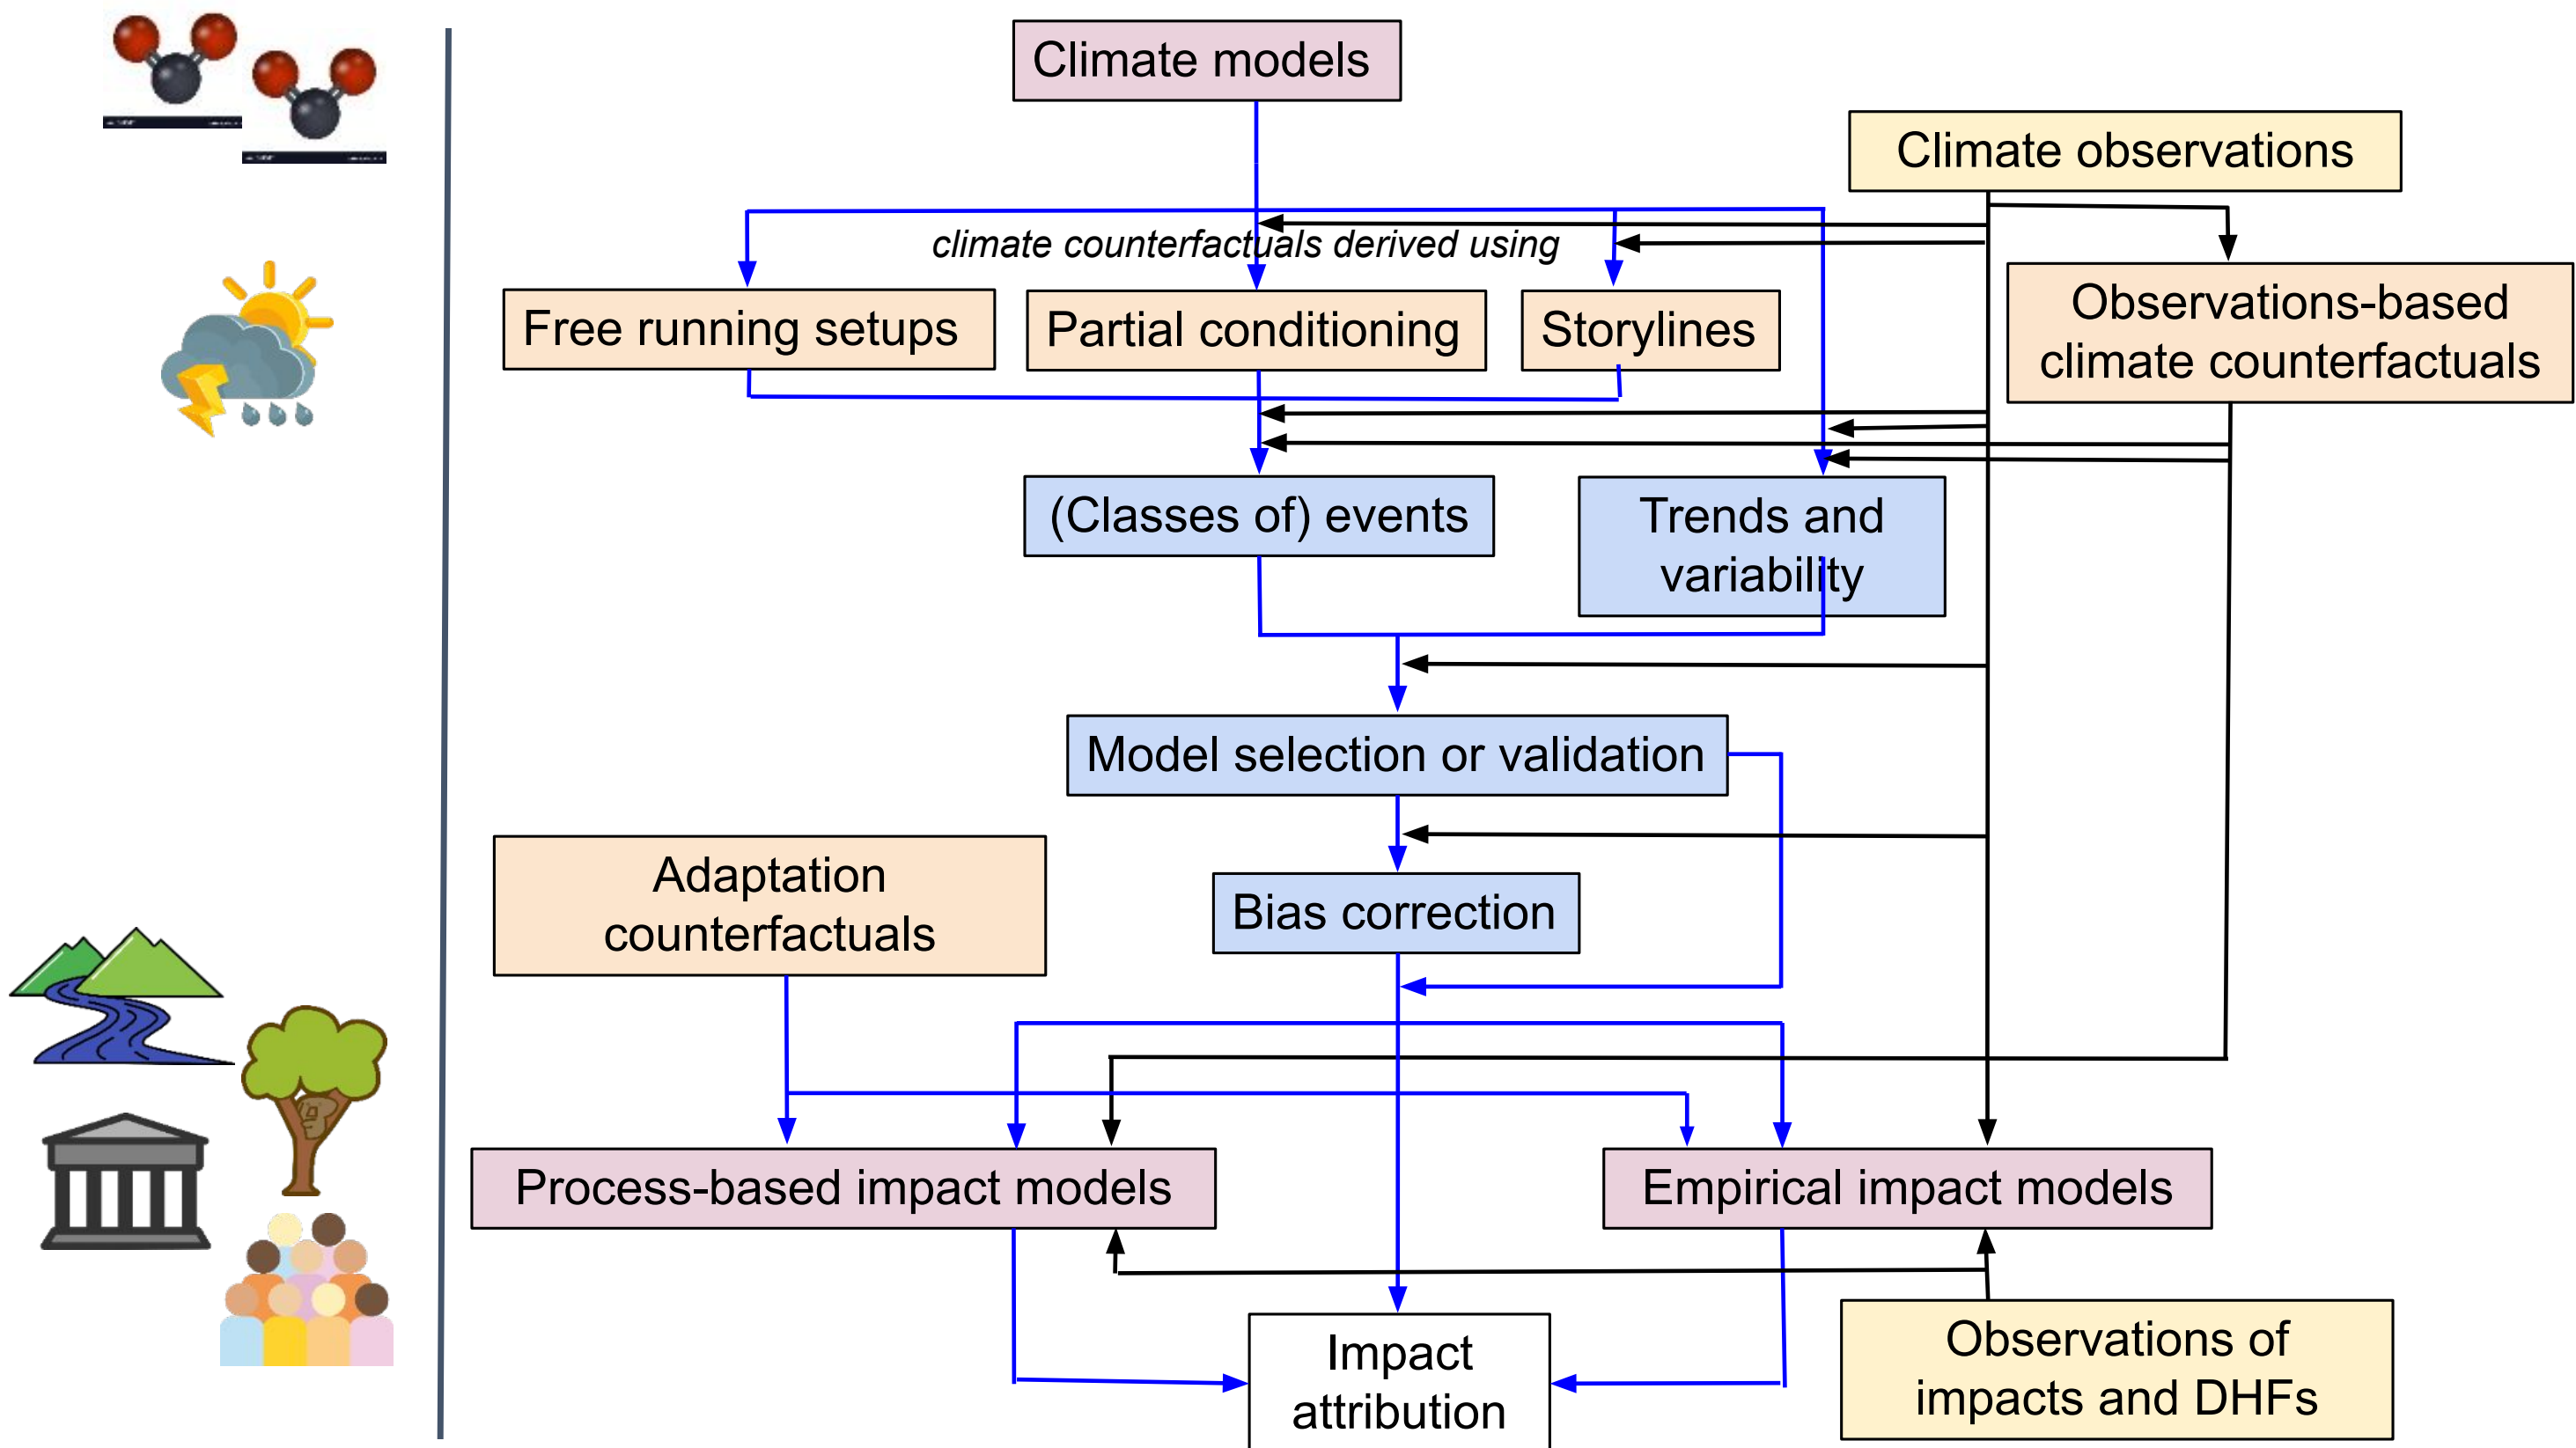 Climate models
Climate observations
climate counterfactuals derived using
Free running setups
Partial conditioning
Storylines
Observations-based
climate counterfactuals
(Classes of) events
Trends and
variability
Model selection or validation
Adaptation
counterfactuals
Bias correction
Process-based impact models
Empirical impact models
Impact
attribution
Observations of
impacts and DHFs